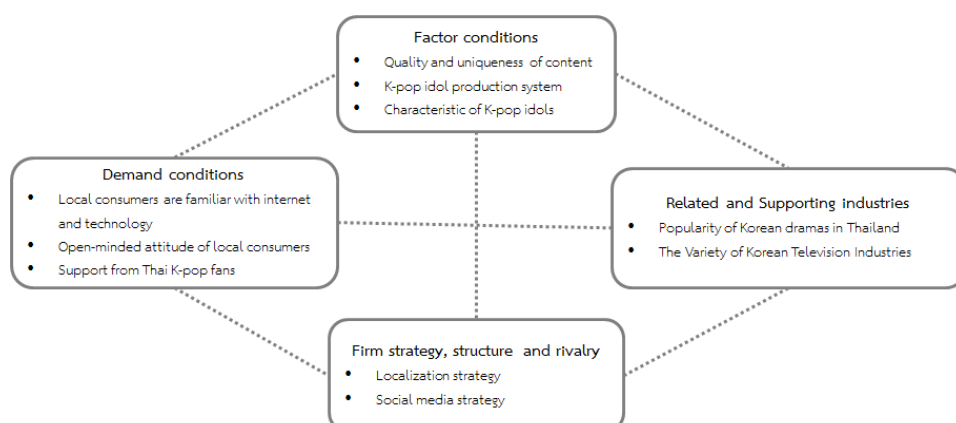 Factor conditions
• Quality and uniqueness of content
• K-pop idol production system
• Characteristic of K-pop idols
Demand conditions
• Local consumers are familiar with internet
and technology
• Open-minded attitude of local consumers
• Support from Thai K-pop fans
Related and Supporting industries
• Popularity of Korean dramas in Thailand
• The Variety of Korean Television Industries
Firm strategy, structure and rivalry
• Localization strategy
• Social media strategy